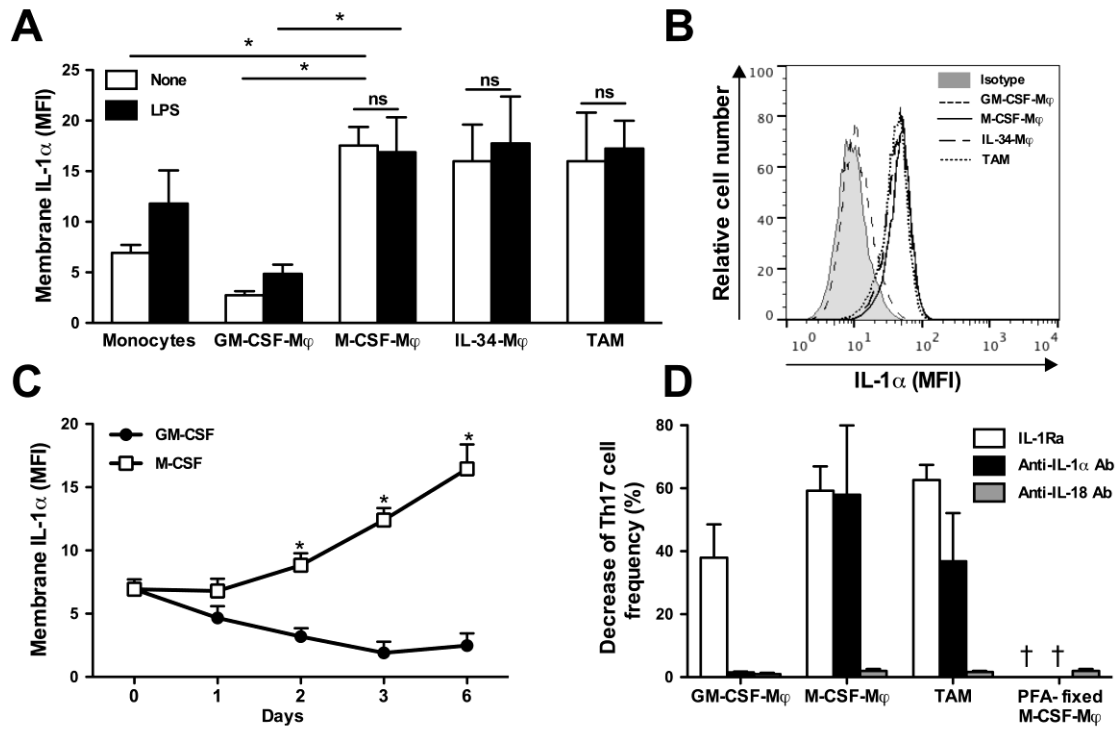 A
Membrane IL-1α (MFI)
25
20
15
10
5
0
None
LPS
*
*
*
ns
ns
ns
Monocytes
GM-CSF-Mφ
M-CSF-Mφ
IL-34-Mφ
TAM
B
Relative cell number
100
80
60
40
20
0
Isotype
GM-CSF-Mφ
M-CSF-Mφ
IL-34-Mφ
TAM
10⁰
10¹
10²
10³
10⁴
IL-1α (MFI)
C
Membrane IL-1α (MFI)
20
15
10
5
0
GM-CSF
M-CSF
*
*
*
0
1
2
3
6
Days
D
Decrease of Th17 cell
frequency (%)
80
60
40
20
0
IL-1Ra
Anti-IL-1α Ab
Anti-IL-18 Ab
†
†
GM-CSF-Mφ
M-CSF-Mφ
TAM
PFA- fixed
M-CSF-Mφ